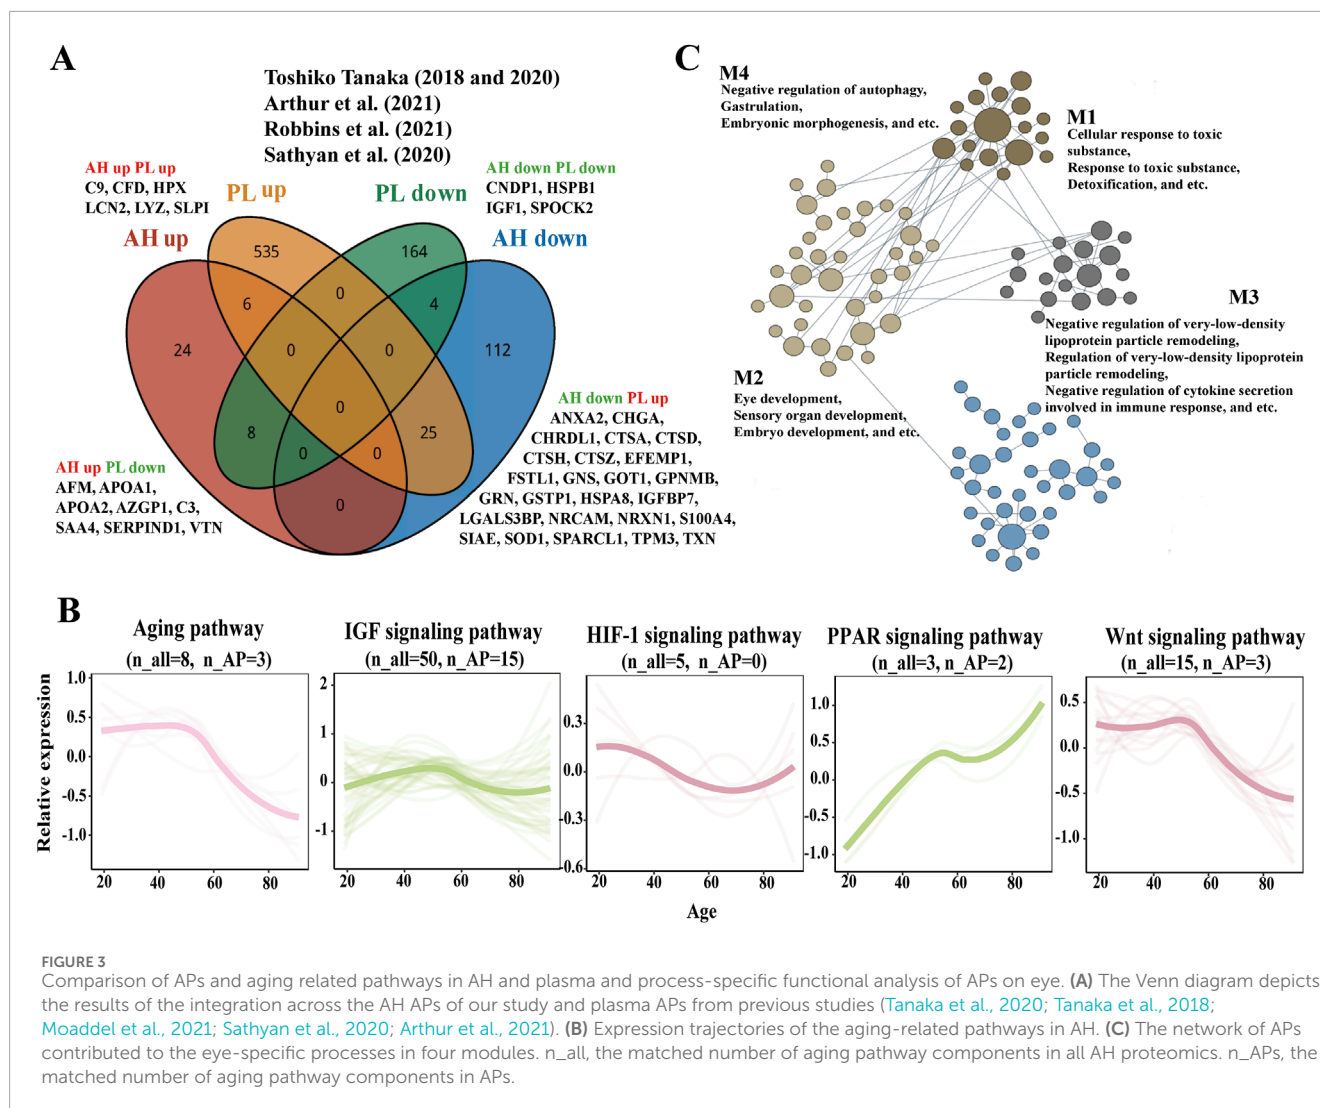 A
Toshiko Tanaka (2018 and 2020)
Arthur et al. (2021)
Robbins et al. (2021)
Sathyan et al. (2020)
AH up PL up
C9, CFD, HPX
LCN2, LYZ, SLPI
AH down PL down
CNDP1, HSPB1
IGF1, SPOCK2
PL up
PL down
AH up
AH down
535
164
6
0
4
24
0
0
112
0
8
25
0
0
0
AH up PL down
AFM, APOA1,
APOA2, AZGP1, C3,
SAA4, SERPIND1, VTN
AH down PL up
ANXA2, CHGA,
CHRDL1, CTSA, CTSD,
CTSH, CTSZ, EFEMP1,
FSTL1, GNS, GOT1, GPNMB,
GRN, GSTP1, HSPA8, IGFBP7,
LGALS3BP, NRCAM, NRXN1, S100A4,
SIAE, SOD1, SPARCL1, TPM3, TXN
C
M4
Negative regulation of autophagy,
Gastrulation,
Embryonic morphogenesis, and etc.
M1
Cellular response to toxic
substance,
Response to toxic substance,
Detoxification, and etc.
M3
Negative regulation of very-low-density
lipoprotein particle remodeling,
Regulation of very-low-density lipoprotein
particle remodeling,
Negative regulation of cytokine secretion
involved in immune response, and etc.
M2
Eye development,
Sensory organ development,
Embryo development, and etc.
B
Aging pathway
(n_all=8, n_AP=3)
IGF signaling pathway
(n_all=50, n_AP=15)
HIF-1 signaling pathway
(n_all=5, n_AP=0)
PPAR signaling pathway
(n_all=3, n_AP=2)
Wnt signaling pathway
(n_all=15, n_AP=3)
Relative expression
1.0
0.5
0.0
-0.5
-1.0
20 40 60 80
2
1
0
-1
20 40 60 80
0.3
0.0
-0.3
-0.6
20 40 60 80
1.0
0.5
0.0
-0.5
-1.0
20 40 60 80
0.5
0.0
-0.5
-1.0
20 40 60 80
Age
FIGURE 3
Comparison of APs and aging related pathways in AH and plasma and process-specific functional analysis of APs on eye. (A) The Venn diagram depicts
the results of the integration across the AH APs of our study and plasma APs from previous studies (Tanaka et al., 2020; Tanaka et al., 2018;
Moaddel et al., 2021; Sathyan et al., 2020; Arthur et al., 2021). (B) Expression trajectories of the aging-related pathways in AH. (C) The network of APs
contributed to the eye-specific processes in four modules. n_all, the matched number of aging pathway components in all AH proteomics. n_APs, the
matched number of aging pathway components in APs.